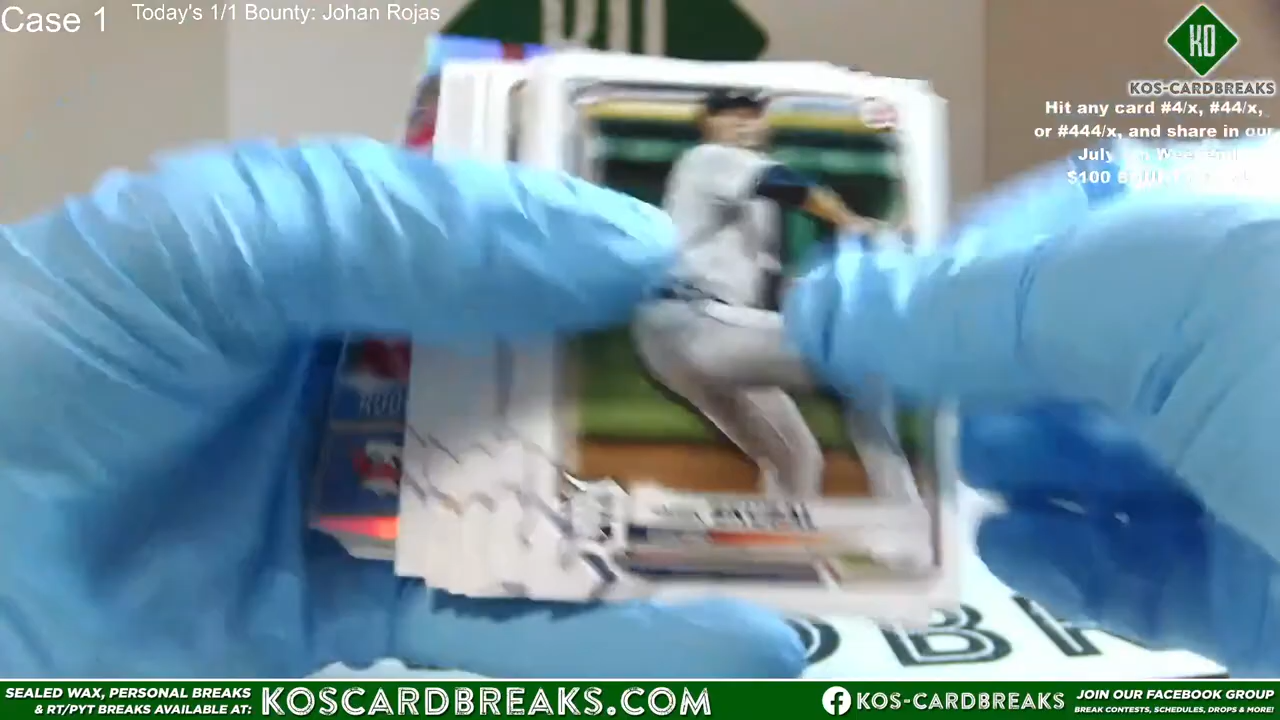 Case 1
Today's 1/1 Bounty: Johan Rojas
KO
KOS-CARDBREAKS
Hit any card #4/x, #44/x,
or #444/x, and share in our
July
$100
SEALED WAX, PERSONAL BREAKS
& RT/PYT BREAKS AVAILABLE AT:
KOSCARDBREAKS.COM
KOS-CARDBREAKS
JOIN OUR FACEBOOK GROUP
BREAK CONTESTS, SCHEDULES, DROPS & MORE!